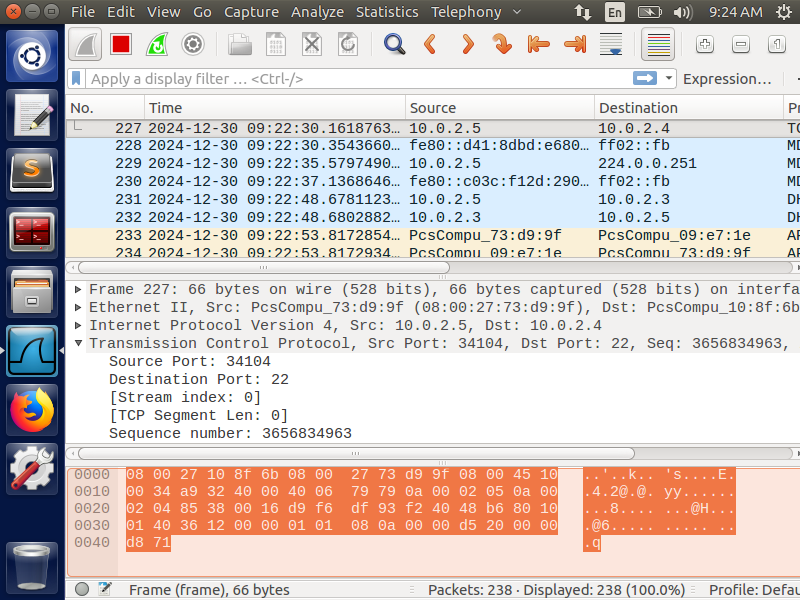 File Edit View Go Capture Analyze Statistics Telephony En 9:24 AM
Apply a display filter … <Ctrl-/> Expression…
No. Time Source Destination
227 2024-12-30 09:22:30.1618763… 10.0.2.5 10.0.2.4
228 2024-12-30 09:22:30.3543660… fe80::d41:8dbd:e680… ff02::fb
229 2024-12-30 09:22:35.5797490… 10.0.2.5 224.0.0.251
230 2024-12-30 09:22:37.1368646… fe80::c03c:f12d:290… ff02::fb
231 2024-12-30 09:22:48.6781123… 10.0.2.5 10.0.2.3
232 2024-12-30 09:22:48.6802882… 10.0.2.3 10.0.2.5
233 2024-12-30 09:22:53.8172854… PcsCompu_73:d9:9f PcsCompu_09:e7:1e
234 2024-12-30 09:22:53.8172934… PcsCompu_09:e7:1e PcsCompu_73:d9:9f
Frame 227: 66 bytes on wire (528 bits), 66 bytes captured (528 bits) on interfa
Ethernet II, Src: PcsCompu_73:d9:9f (08:00:27:73:d9:9f), Dst: PcsCompu_10:8f:6b
Internet Protocol Version 4, Src: 10.0.2.5, Dst: 10.0.2.4
Transmission Control Protocol, Src Port: 34104, Dst Port: 22, Seq: 3656834963,
Source Port: 34104
Destination Port: 22
[Stream index: 0]
[TCP Segment Len: 0]
Sequence number: 3656834963
0000 08 00 27 10 8f 6b 08 00 27 73 d9 9f 08 00 45 10 ..'..k.. 's....E.
0010 00 34 a9 32 40 00 40 06 79 79 0a 00 02 05 0a 00 .4.2@.@. yy......
0020 02 04 85 38 00 16 d9 f6 df 93 f2 40 48 b6 80 10 ...8.... ...@H...
0030 01 40 36 12 00 00 01 01 08 0a 00 00 d5 20 00 00 .@6..... ..... ..
0040 d8 71 .q
Frame (frame), 66 bytes Packets: 238 · Displayed: 238 (100.0%) Profile: Defau